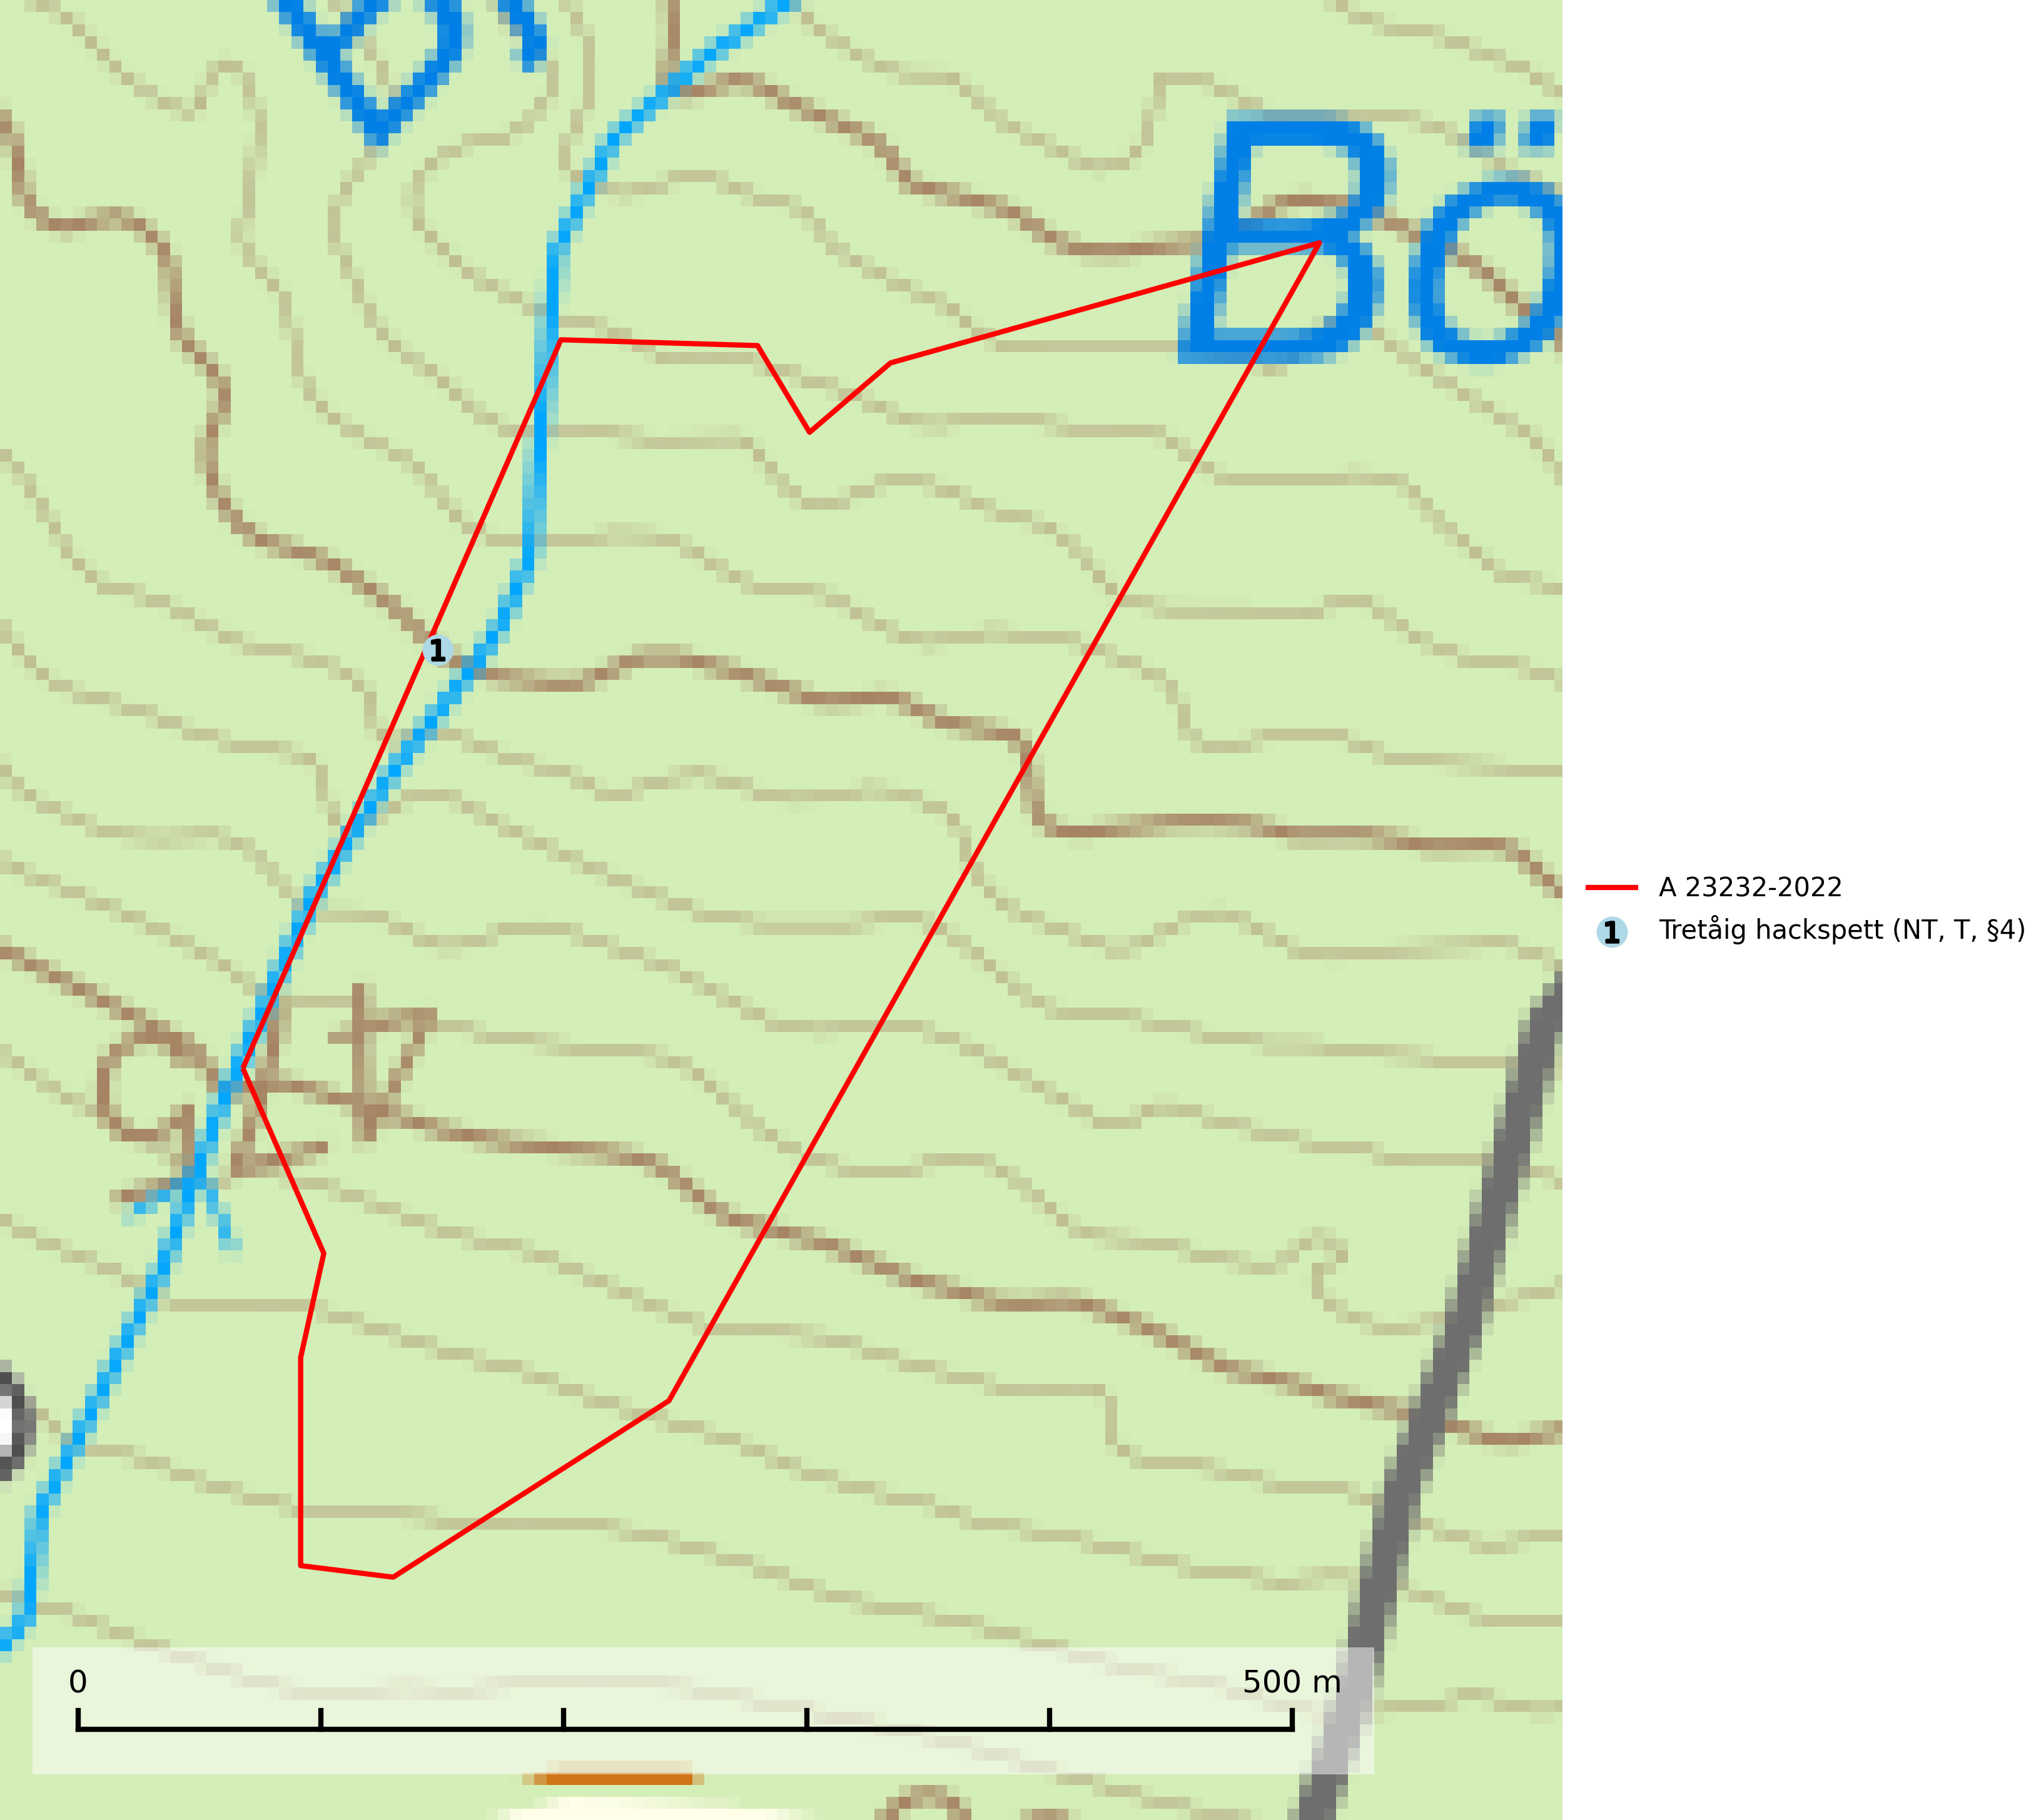 BÖ
1
A 23232-2022
1 Tretåig hackspett (NT, T, §4)
0 500 m